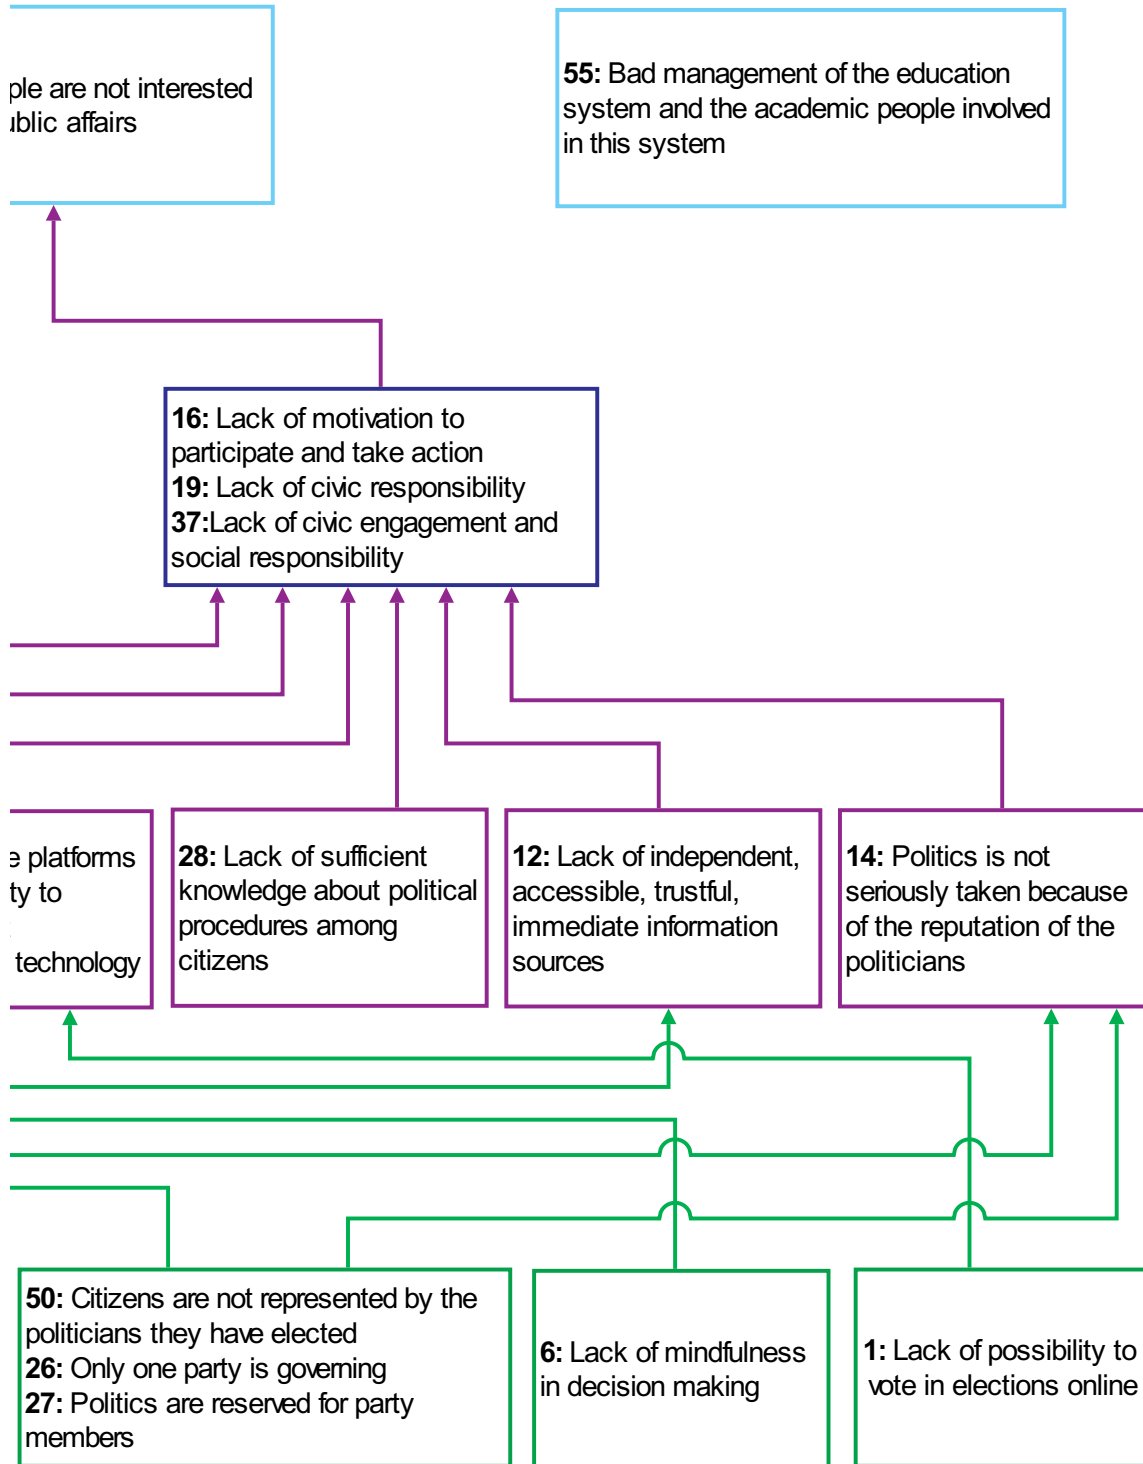 are not interested
affairs
55: Bad management of the education
system and the academic people involved
in this system
16: Lack of motivation to
participate and take action
19: Lack of civic responsibility
37:Lack of civic engagement and
social responsibility
platforms
to
technology
28: Lack of sufficient
knowledge about political
procedures among
citizens
12: Lack of independent,
accessible, trustful,
immediate information
sources
14: Politics is not
seriously taken because
of the reputation of the
politicians
50: Citizens are not represented by the
politicians they have elected
26: Only one party is governing
27: Politics are reserved for party
members
6: Lack of mindfulness
in decision making
1: Lack of possibility to
vote in elections online